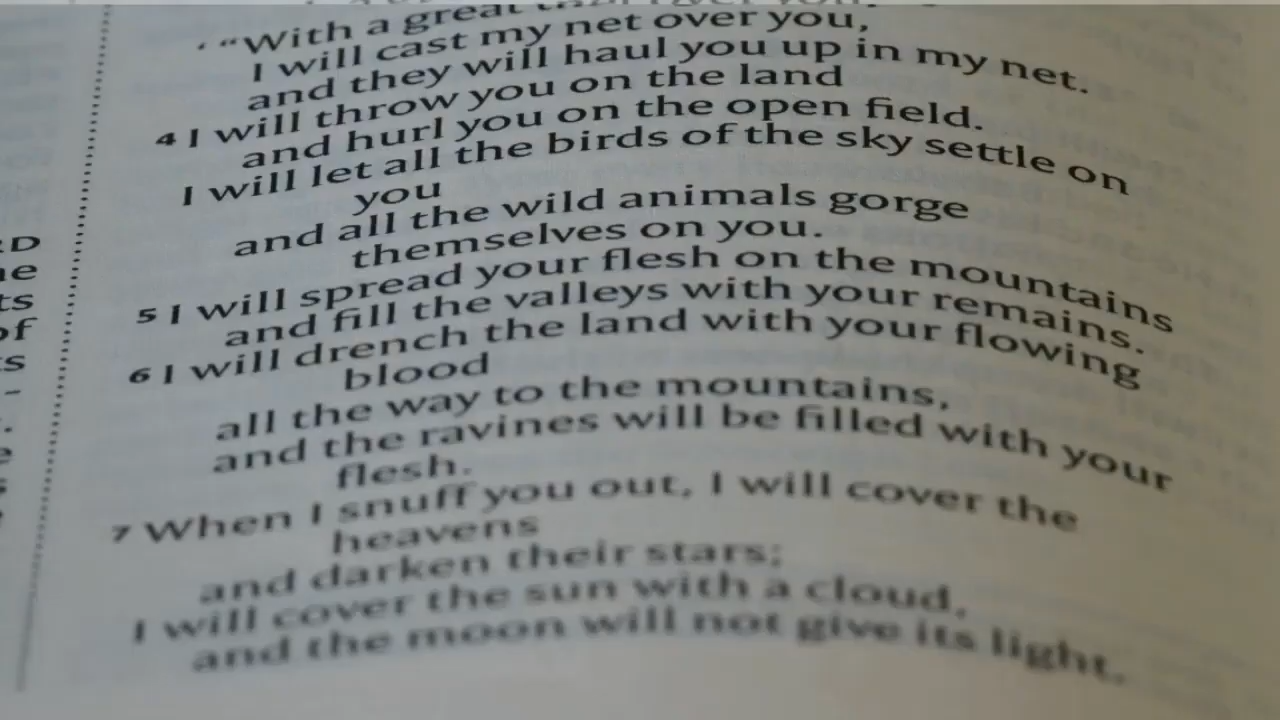 "With a great
I will cast my net over you,
and they will haul you up in my net.
4 I will throw you on the land
and hurl you on the open field.
I will let all the birds of the sky settle on
you
and all the wild animals gorge
themselves on you.
5 I will spread your flesh on the mountains
and fill the valleys with your remains.
6 I will drench the land with your flowing
blood
all the way to the mountains,
and the ravines will be filled with your
flesh.
7 When I snuff you out, I will cover the
heavens
and darken their stars;
I will cover the sun with a cloud,
and the moon will not give its light.